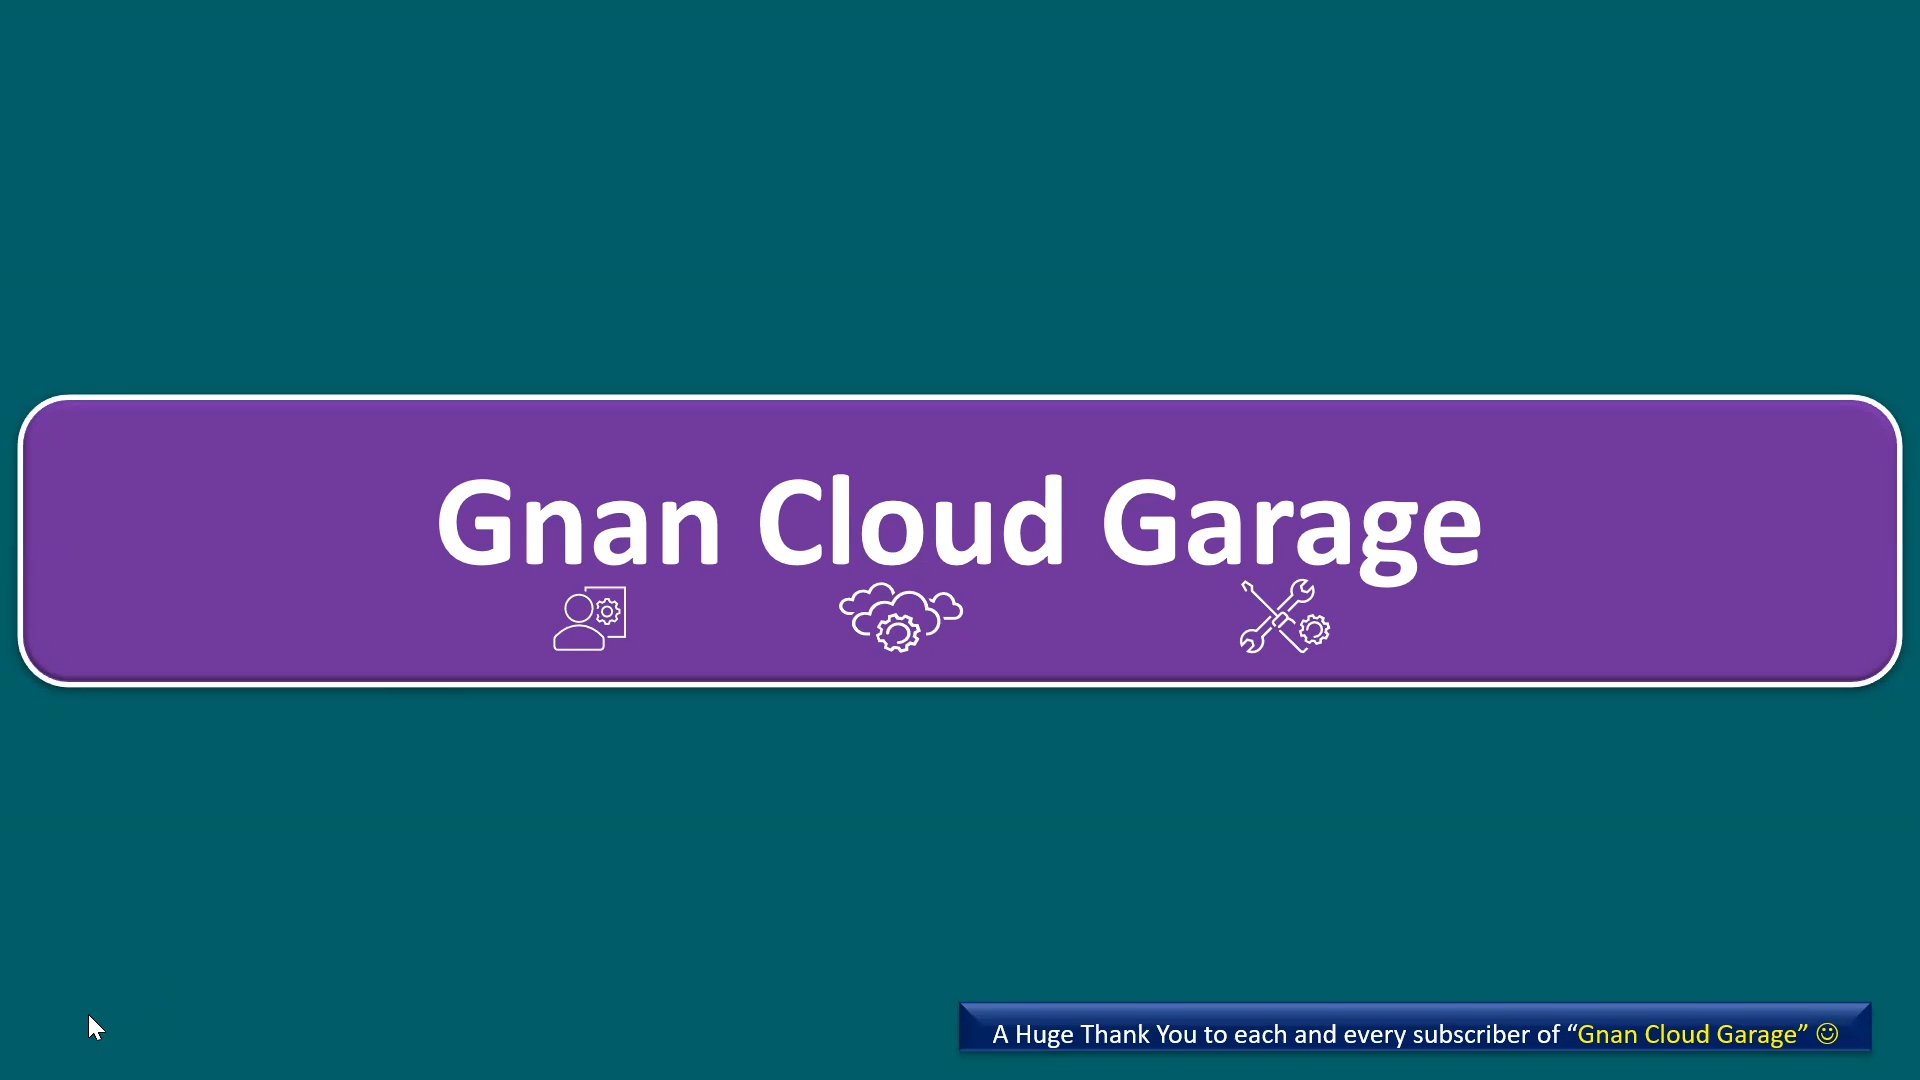 Gnan Cloud Garage
A Huge Thank You to each and every subscriber of “Gnan Cloud Garage” ☺